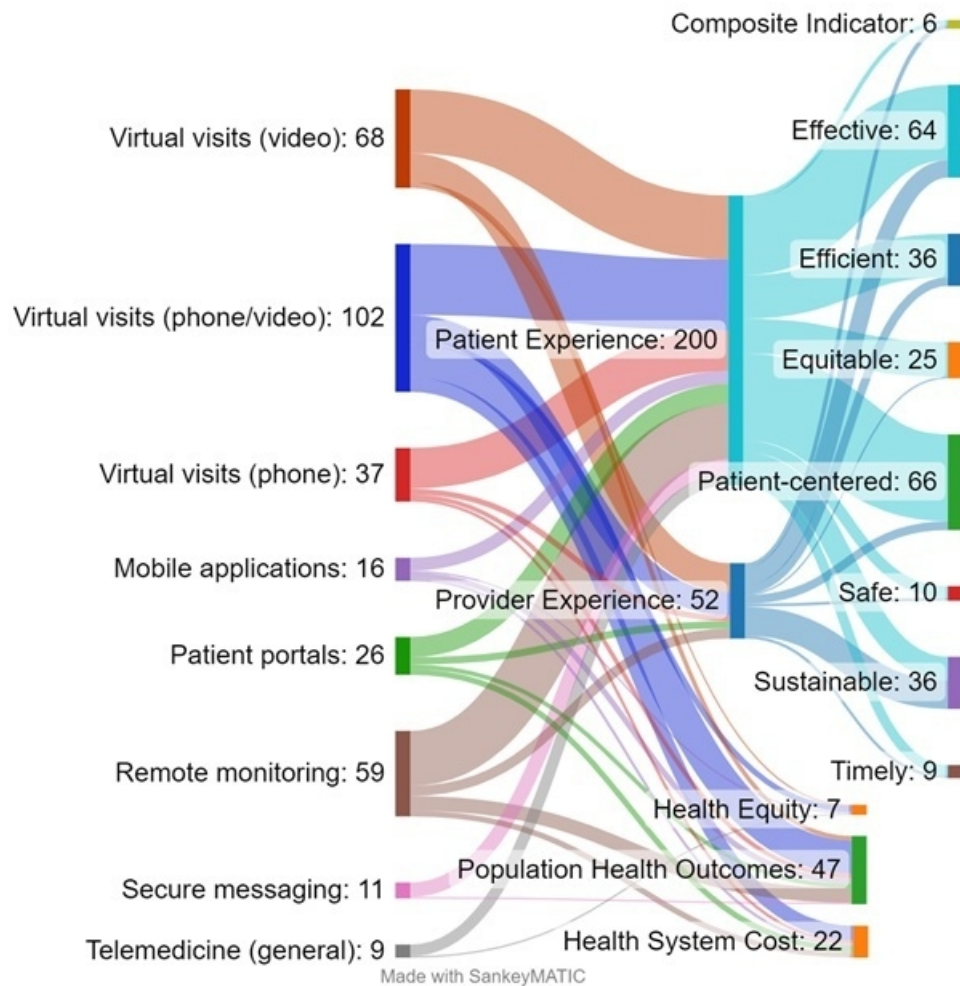 Virtual visits (video): 68
Virtual visits (phone/video): 102
Virtual visits (phone): 37
Mobile applications: 16
Patient portals: 26
Remote monitoring: 59
Secure messaging: 11
Telemedicine (general): 9
Patient Experience: 200
Provider Experience: 52
Health Equity: 7
Population Health Outcomes: 47
Health System Cost: 22
Composite Indicator: 6
Effective: 64
Efficient: 36
Equitable: 25
Patient-centered: 66
Safe: 10
Sustainable: 36
Timely: 9
Made with SankeyMATIC